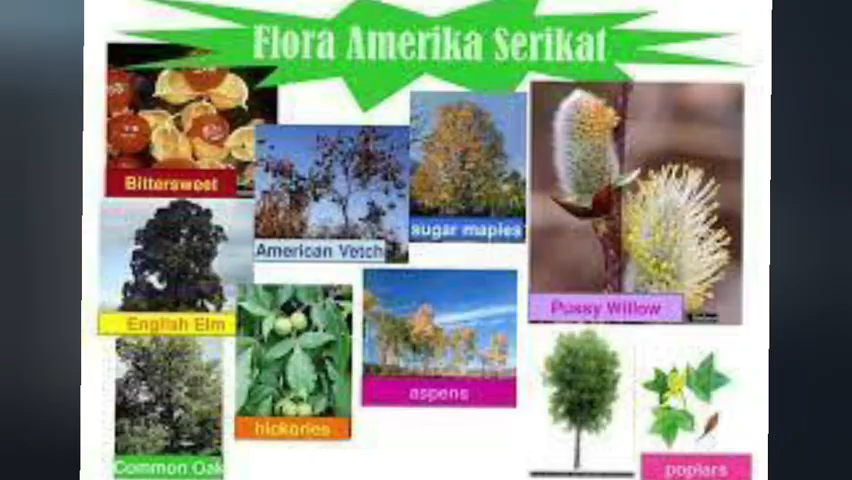 Flora Amerika Serikat
Bittersweet
American Vetch
sugar maples
Pussy Willow
English Elm
aspens
hickories
Common Oak
poplars